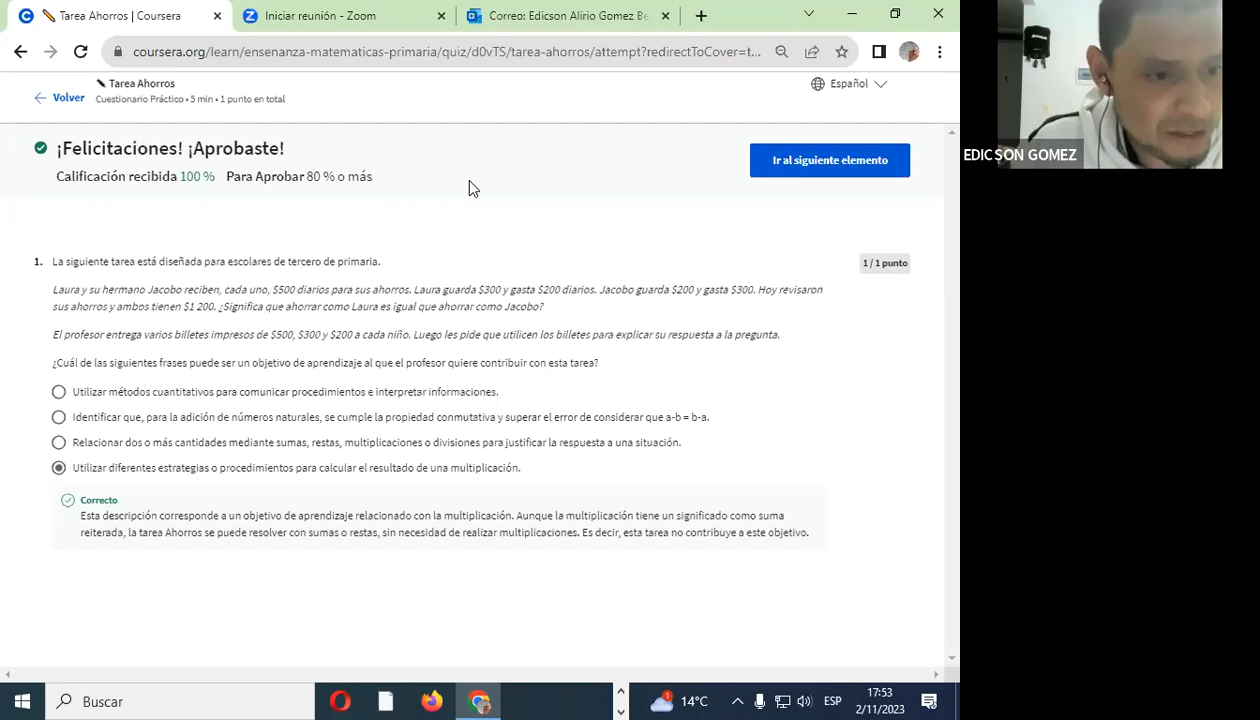 Tarea Ahorros | Coursera
Iniciar reunión - Zoom
Correo: Edicson Alirio Gomez Be
coursera.org/learn/ensenanza-matematicas-primaria/quiz/d0vTS/tarea-ahorros/attempt?redirectToCover=t...
Volver
Tarea Ahorros
Cuestionario Práctico • 5 min • 1 punto en total
Español
¡Felicitaciones! ¡Aprobaste!
Calificación recibida 100 % Para Aprobar 80 % o más
Ir al siguiente elemento
EDICSON GOMEZ
1. La siguiente tarea está diseñada para escolares de tercero de primaria.
1 / 1 punto
Laura y su hermano Jacobo reciben, cada uno, $500 diarios para sus ahorros. Laura guarda $300 y gasta $200 diarios. Jacobo guarda $200 y gasta $300. Hoy revisaron
sus ahorros y ambos tienen $1 200. ¿Significa que ahorrar como Laura es igual que ahorrar como Jacobo?
El profesor entrega varios billetes impresos de $500, $300 y $200 a cada niño. Luego les pide que utilicen los billetes para explicar su respuesta a la pregunta.
¿Cuál de las siguientes frases puede ser un objetivo de aprendizaje al que el profesor quiere contribuir con esta tarea?
Utilizar métodos cuantitativos para comunicar procedimientos e interpretar informaciones.
Identificar que, para la adición de números naturales, se cumple la propiedad conmutativa y superar el error de considerar que a-b = b-a.
Relacionar dos o más cantidades mediante sumas, restas, multiplicaciones o divisiones para justificar la respuesta a una situación.
Utilizar diferentes estrategias o procedimientos para calcular el resultado de una multiplicación.
Correcto
Esta descripción corresponde a un objetivo de aprendizaje relacionado con la multiplicación. Aunque la multiplicación tiene un significado como suma
reiterada, la tarea Ahorros se puede resolver con sumas o restas, sin necesidad de realizar multiplicaciones. Es decir, esta tarea no contribuye a este objetivo.
Buscar
1
14°C
ESP
17:53
2/11/2023